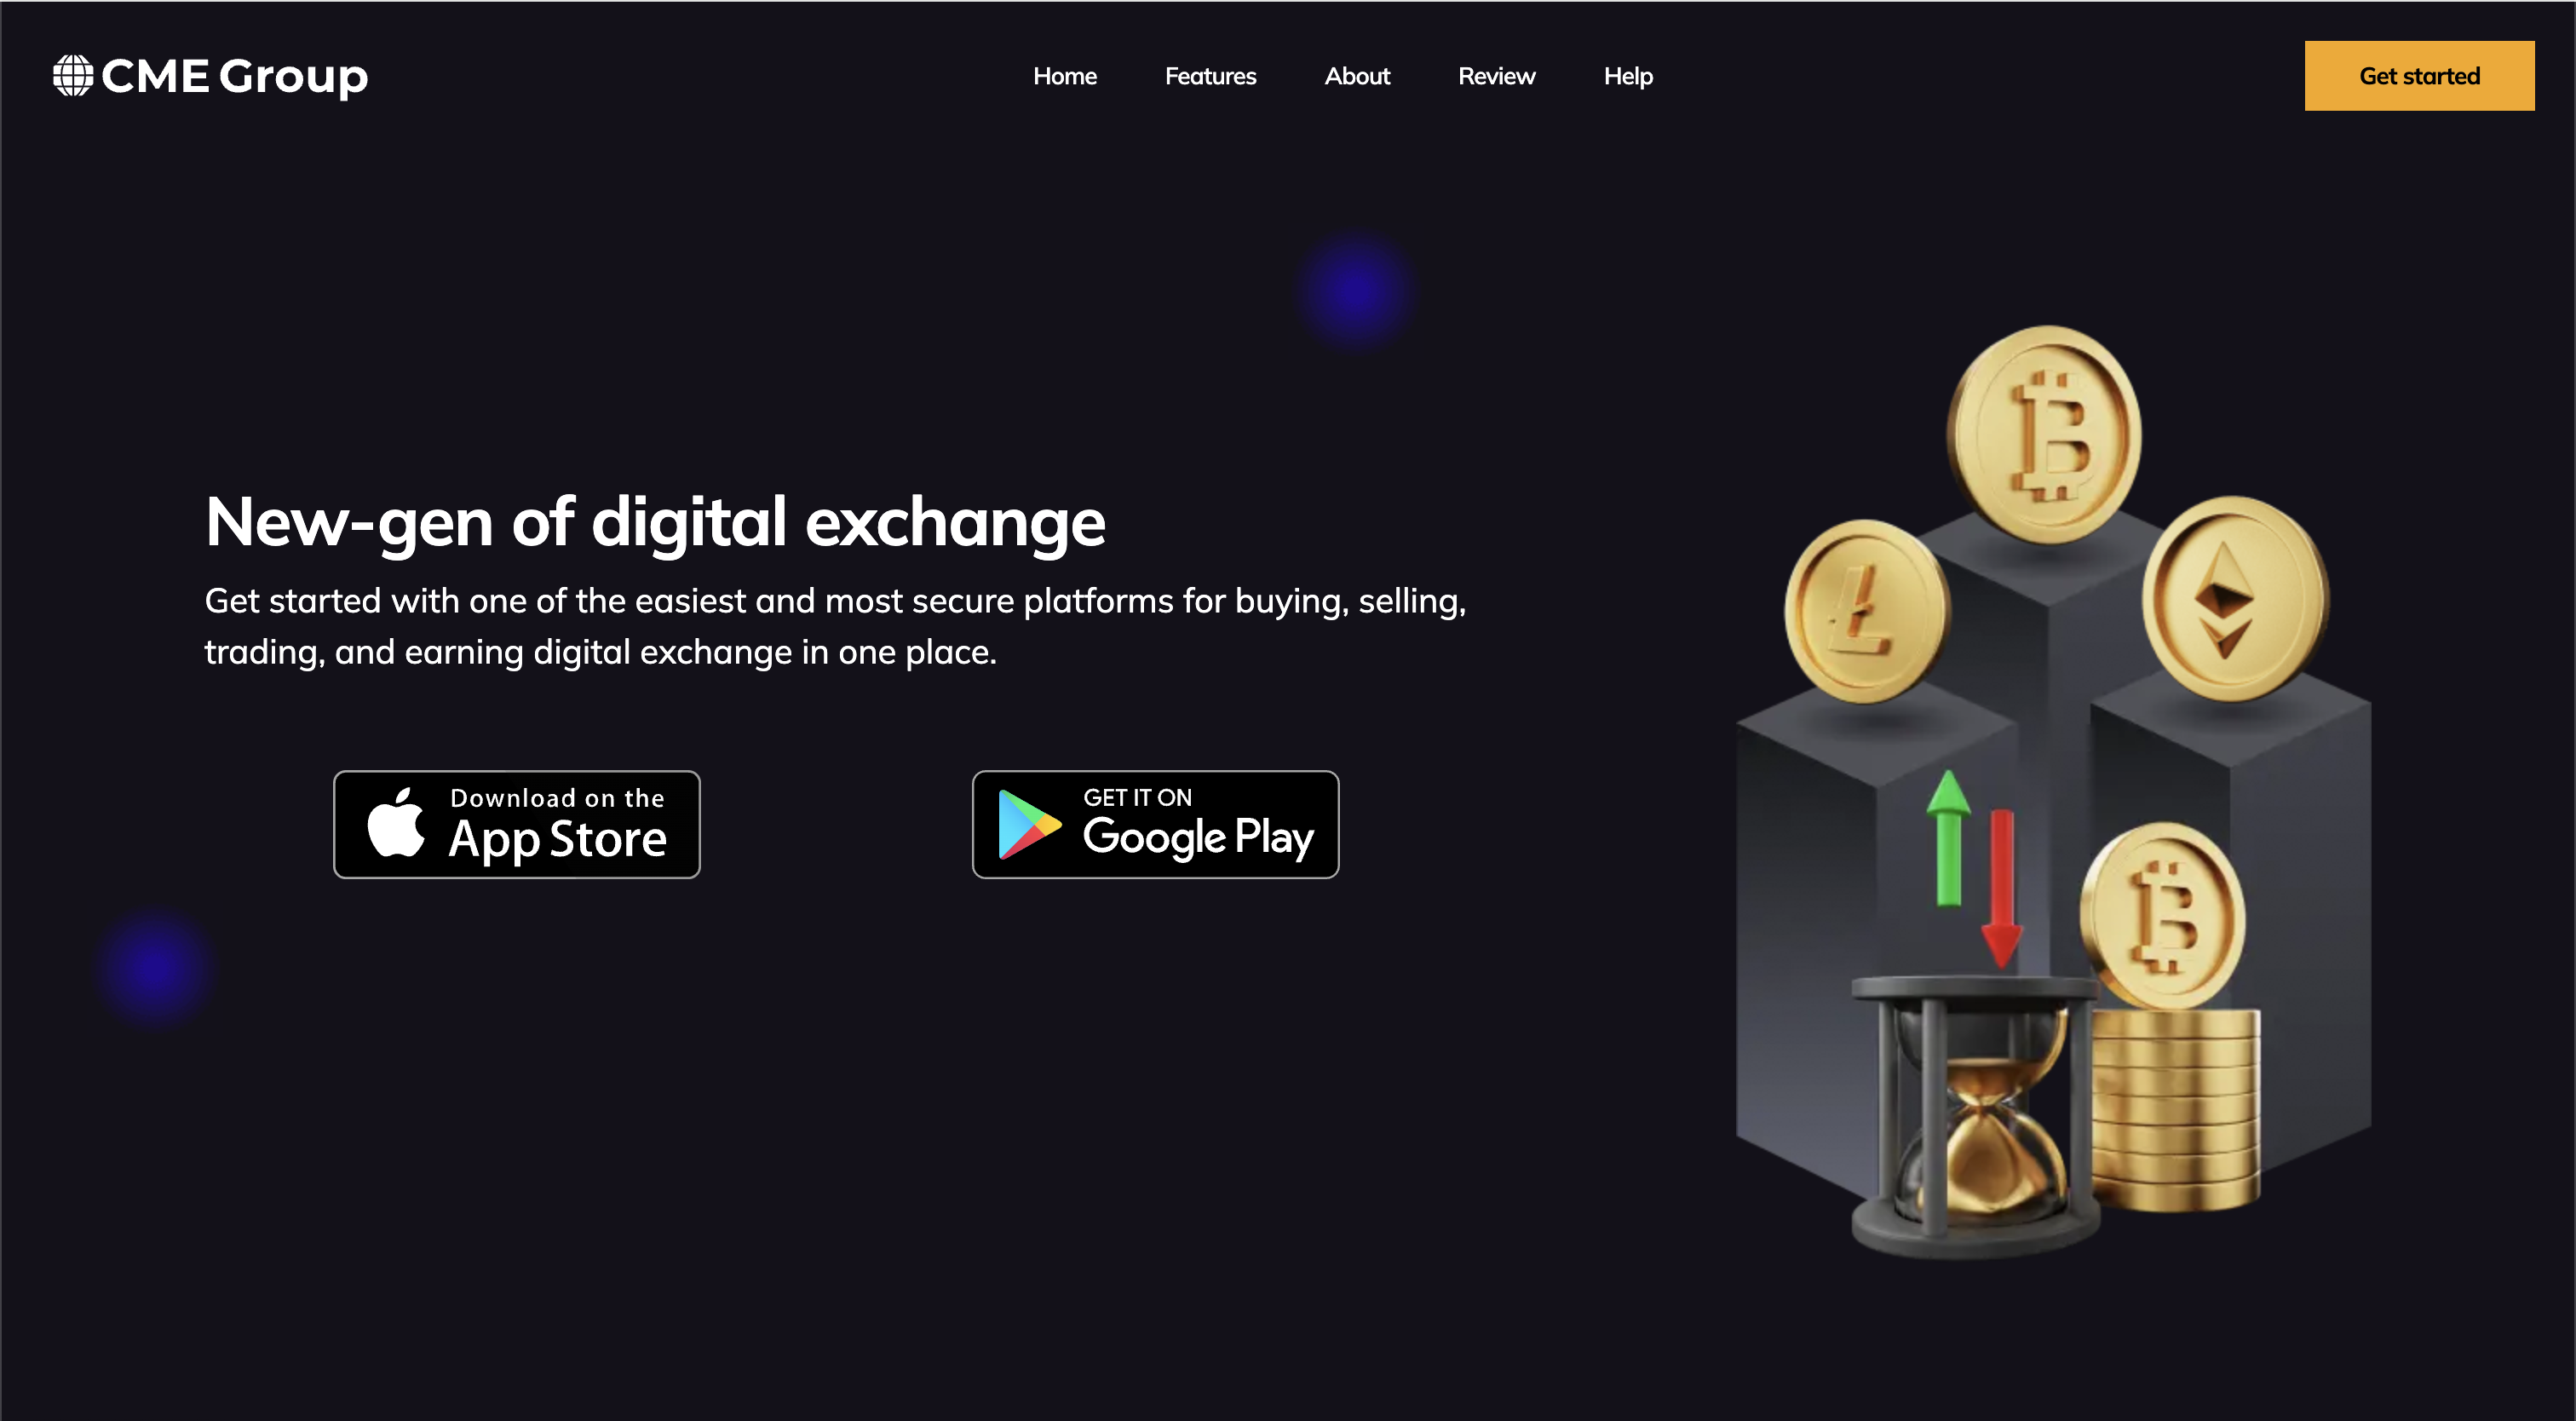 CME Group
Home
Features
About
Review
Help
Get started
New-gen of digital exchange
Get started with one of the easiest and most secure platforms for buying, selling,
trading, and earning digital exchange in one place.
Download on the
App Store
GET IT ON
Google Play